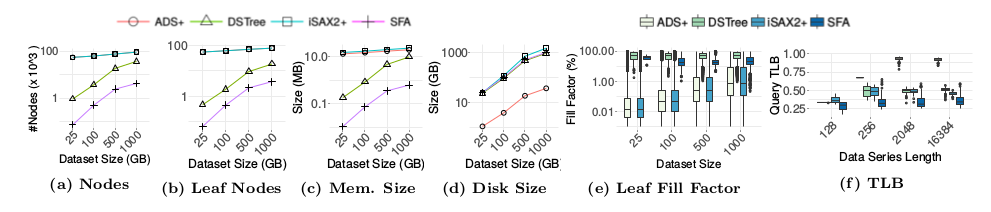 ADS+ DSTree iSAX2+ SFA
ADS+ DSTree iSAX2+ SFA
#Nodes (x 10^3 )
100
1
25 100 500 1000
Dataset Size (GB)
(a) Nodes
100
1
25 100 500 1000
Dataset Size (GB)
(b) Leaf Nodes
Size (MB)
10.0
0.1
25 100 500 1000
Dataset Size (GB)
(c) Mem. Size
Size (GB)
1000
10
25 100 500 1000
Dataset Size (GB)
(d) Disk Size
Fill Factor (%)
100.00
1.00
0.01
25 100 500 1000
Dataset Size
(e) Leaf Fill Factor
Query TLB
1.00
0.75
0.50
0.25
128 256 2048 16384
Data Series Length
(f) TLB